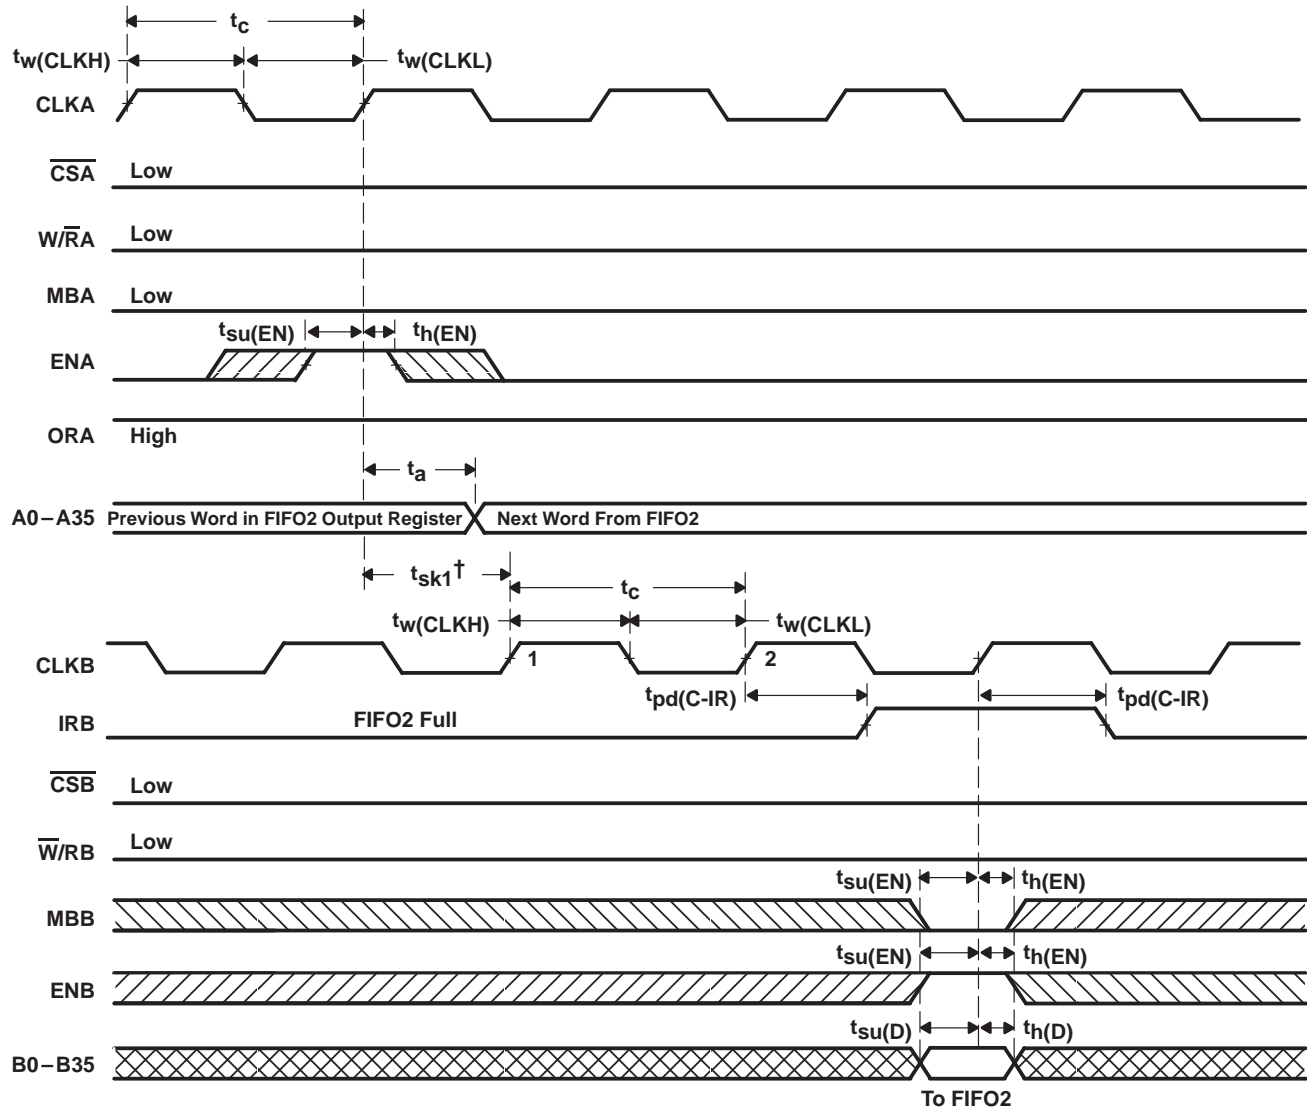 tc
tw(CLKH) tw(CLKL)
CLKA
CSA Low
W/RA Low
MBA Low
tsu(EN) th(EN)
ENA
ORA High
ta
A0–A35 Previous Word in FIFO2 Output Register Next Word From FIFO2
tsk1† tc
tw(CLKH) tw(CLKL)
CLKB 1 2
tpd(C-IR) tpd(C-IR)
IRB FIFO2 Full
CSB Low
W/RB Low
tsu(EN) th(EN)
MBB
tsu(EN) th(EN)
ENB
tsu(D) th(D)
B0–B35
To FIFO2